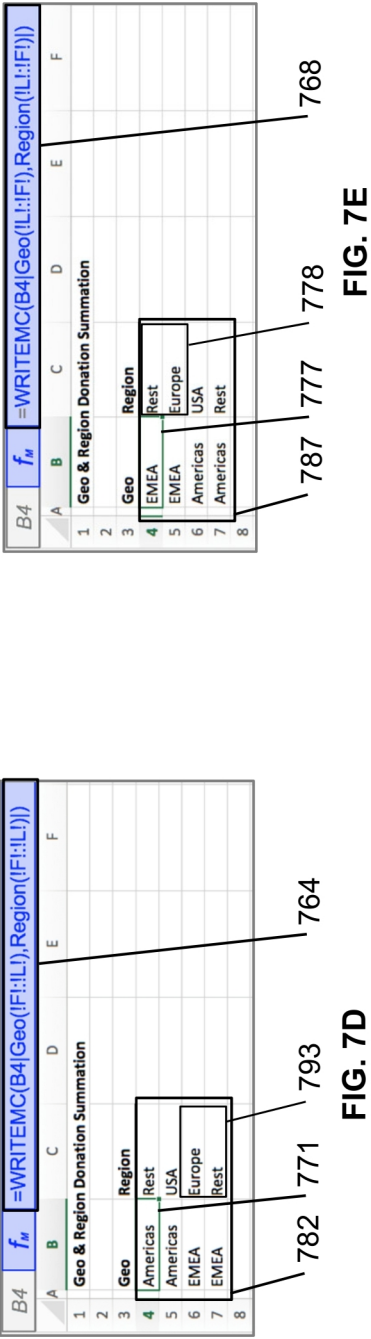 B4 fM =WRITEMC(B4|Geo(!F!:!L!),Region(!F!:!L!)|)
A B C D E F
1 Geo & Region Donation Summation
2
3 Geo Region
4 Americas Rest
5 Americas USA
6 EMEA Europe
7 EMEA Rest
8
782 771 793 764
FIG. 7D
B4 fM =WRITEMC(B4|Geo(!L!:!F!),Region(!L!:!F!)|)
A B C D E F
1 Geo & Region Donation Summation
2
3 Geo Region
4 EMEA Rest
5 EMEA Europe
6 Americas USA
7 Americas Rest
8
787 777 778 768
FIG. 7E